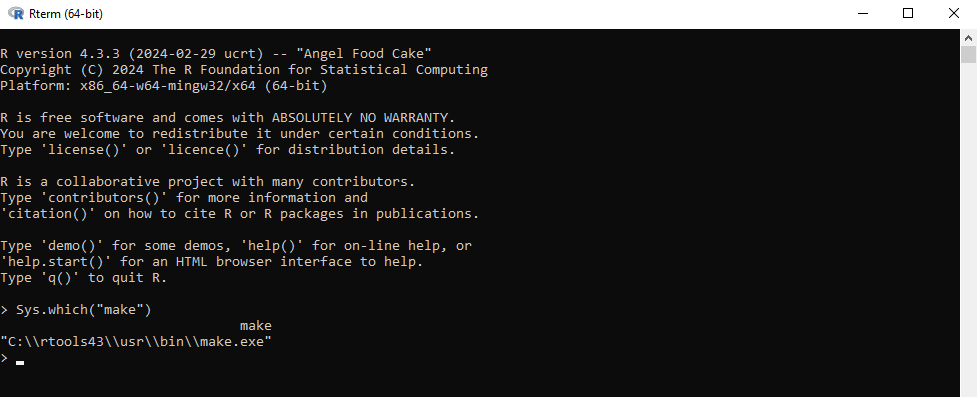 Rterm (64-bit)
R version 4.3.3 (2024-02-29 ucrt) -- "Angel Food Cake"
Copyright (C) 2024 The R Foundation for Statistical Computing
Platform: x86_64-w64-mingw32/x64 (64-bit)
R is free software and comes with ABSOLUTELY NO WARRANTY.
You are welcome to redistribute it under certain conditions.
Type 'license()' or 'licence()' for distribution details.
R is a collaborative project with many contributors.
Type 'contributors()' for more information and
'citation()' on how to cite R or R packages in publications.
Type 'demo()' for some demos, 'help()' for on-line help, or
'help.start()' for an HTML browser interface to help.
Type 'q()' to quit R.
> Sys.which("make")
make
"C:\\rtools43\\usr\\bin\\make.exe"
>